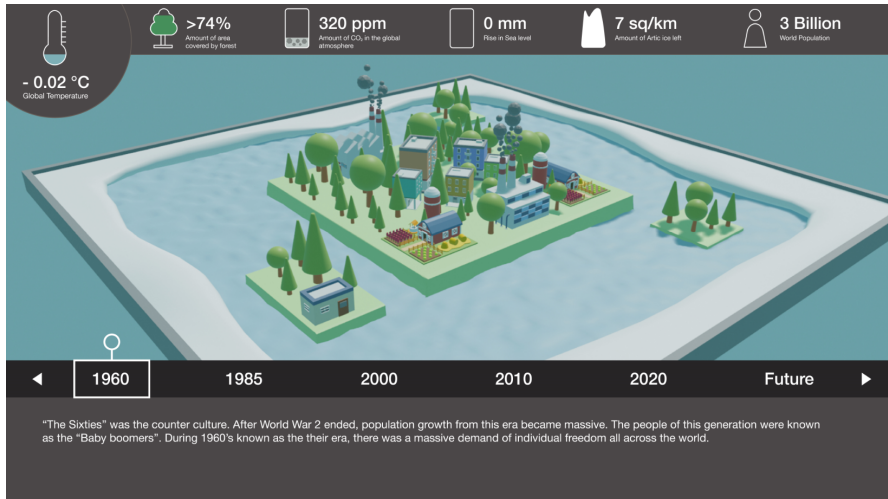 - 0.02 °C
Global Temperature
>74%
Amount of area
covered by forest
320 ppm
Amount of CO₂ in the global
atmosphere
0 mm
Rise in Sea level
7 sq/km
Amount of Artic ice left
3 Billion
World Population
1960
1985
2000
2010
2020
Future
“The Sixties” was the counter culture. After World War 2 ended, population growth from this era became massive. The people of this generation were known
as the “Baby boomers”. During 1960’s known as the their era, there was a massive demand of individual freedom all across the world.